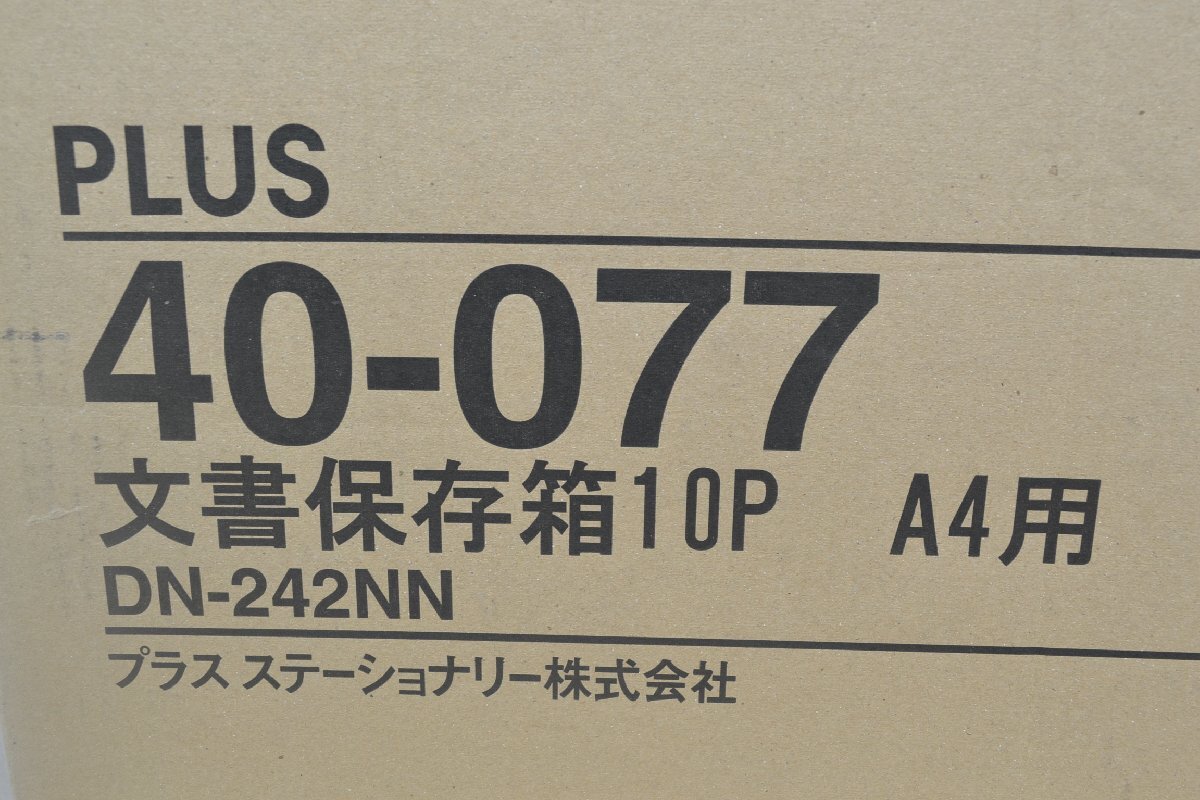 PLUS
40-077
文書保存箱10P A4用
DN-242NN
プラス ステーショナリー株式会社